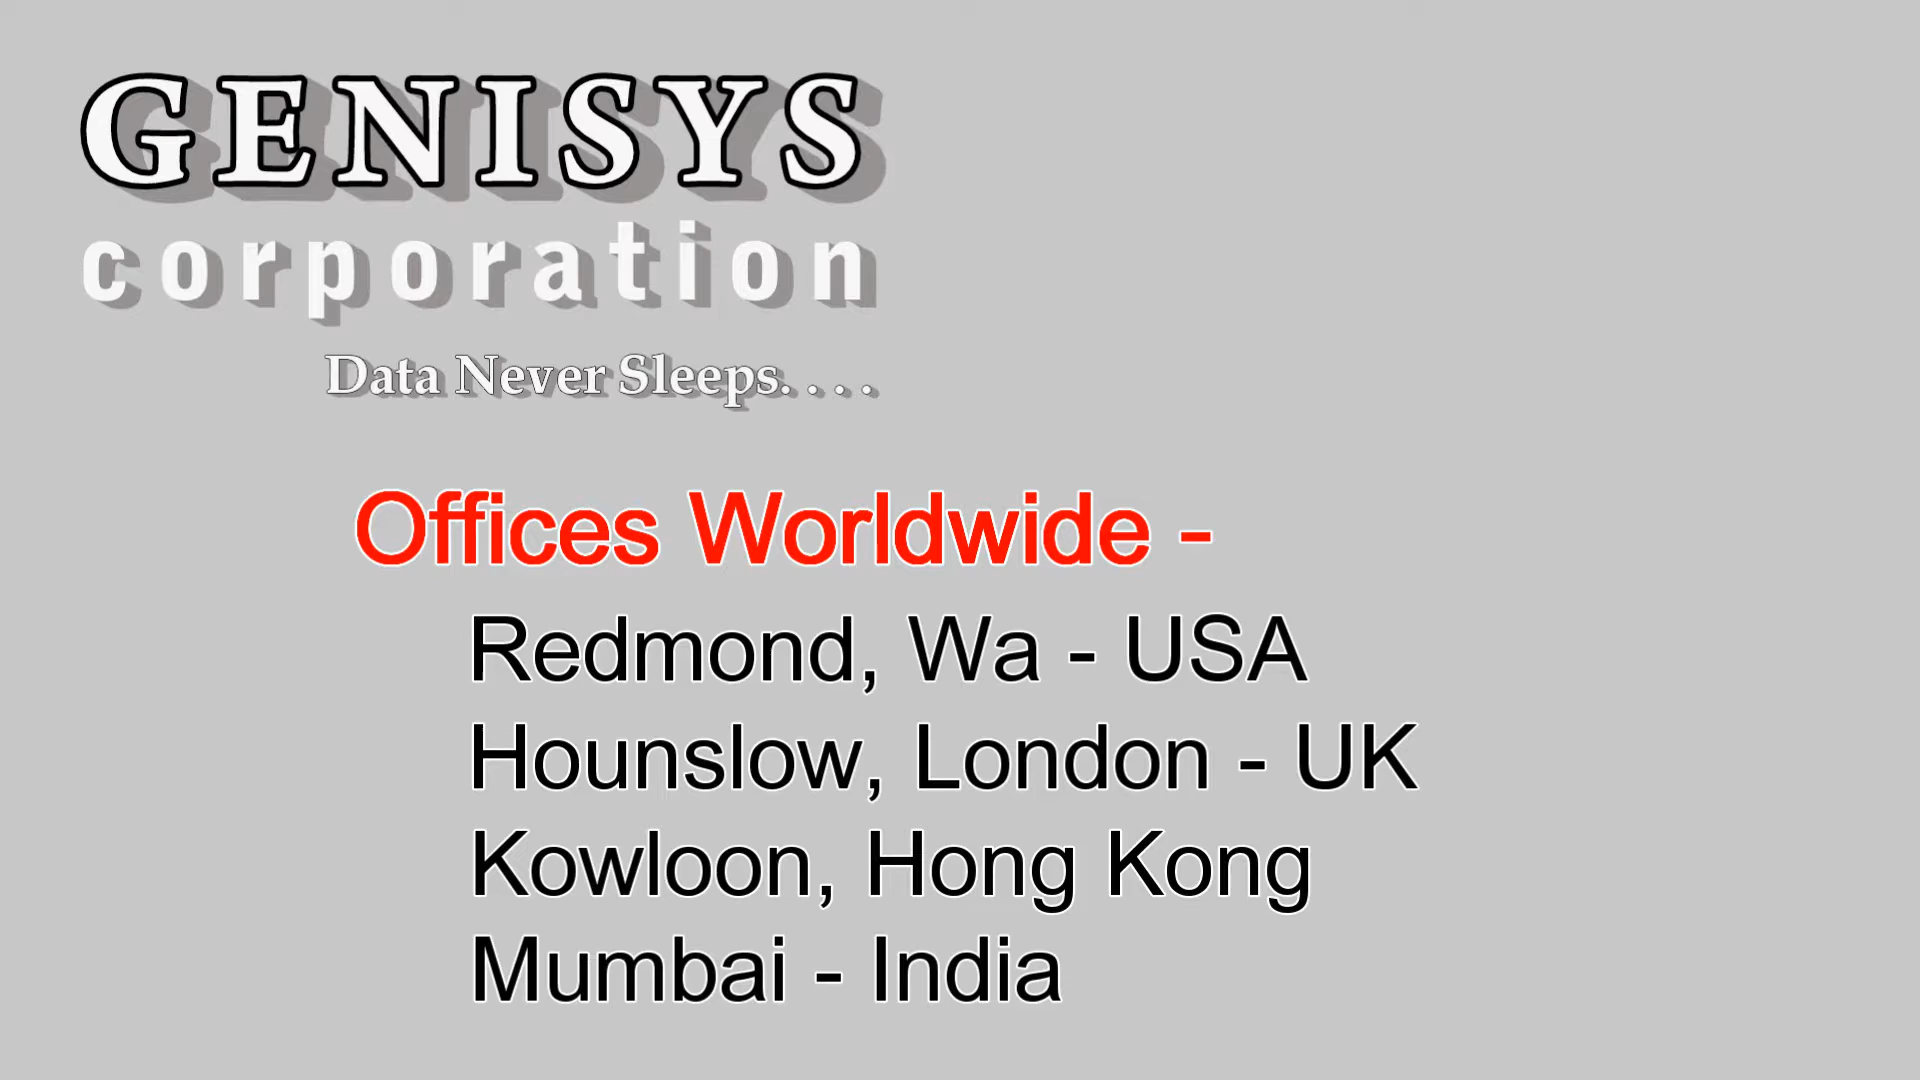 GENISYS
corporation
Data Never Sleeps. . . .
Offices Worldwide -
Redmond, Wa - USA
Hounslow, London - UK
Kowloon, Hong Kong
Mumbai - India